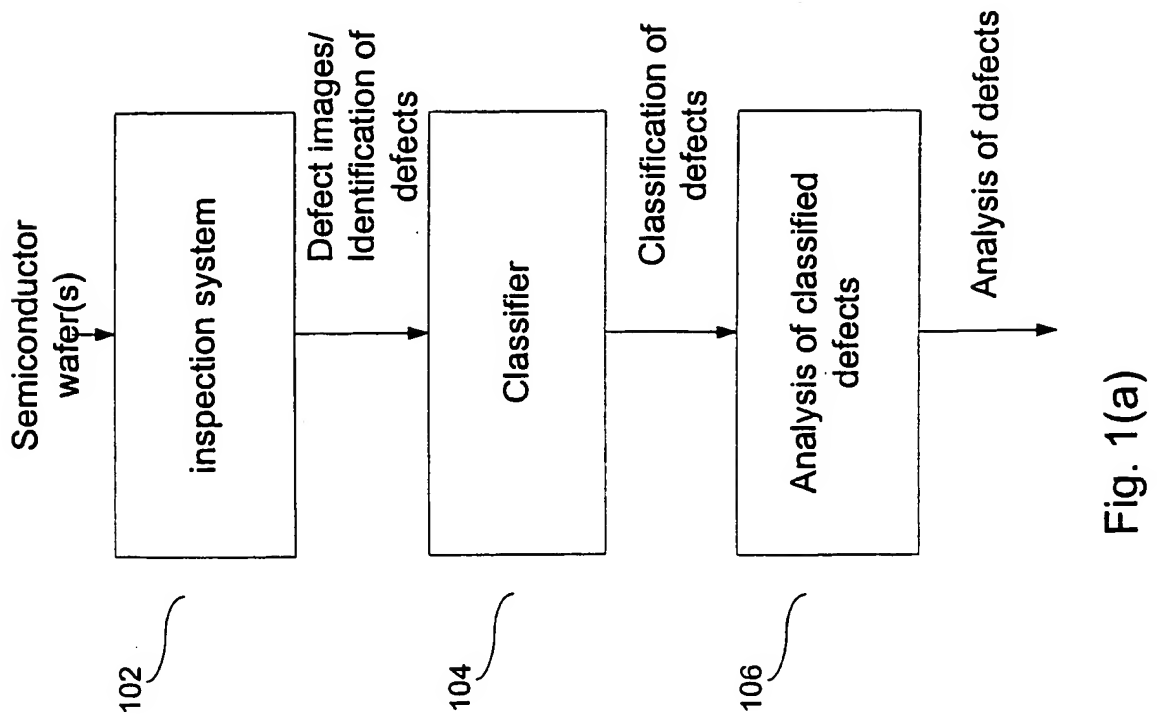 Semiconductor
wafer(s)
102
inspection system
Defect images/
Identification of
defects
104
Classifier
Classification of
defects
106
Analysis of classified
defects
Analysis of defects
Fig. 1(a)